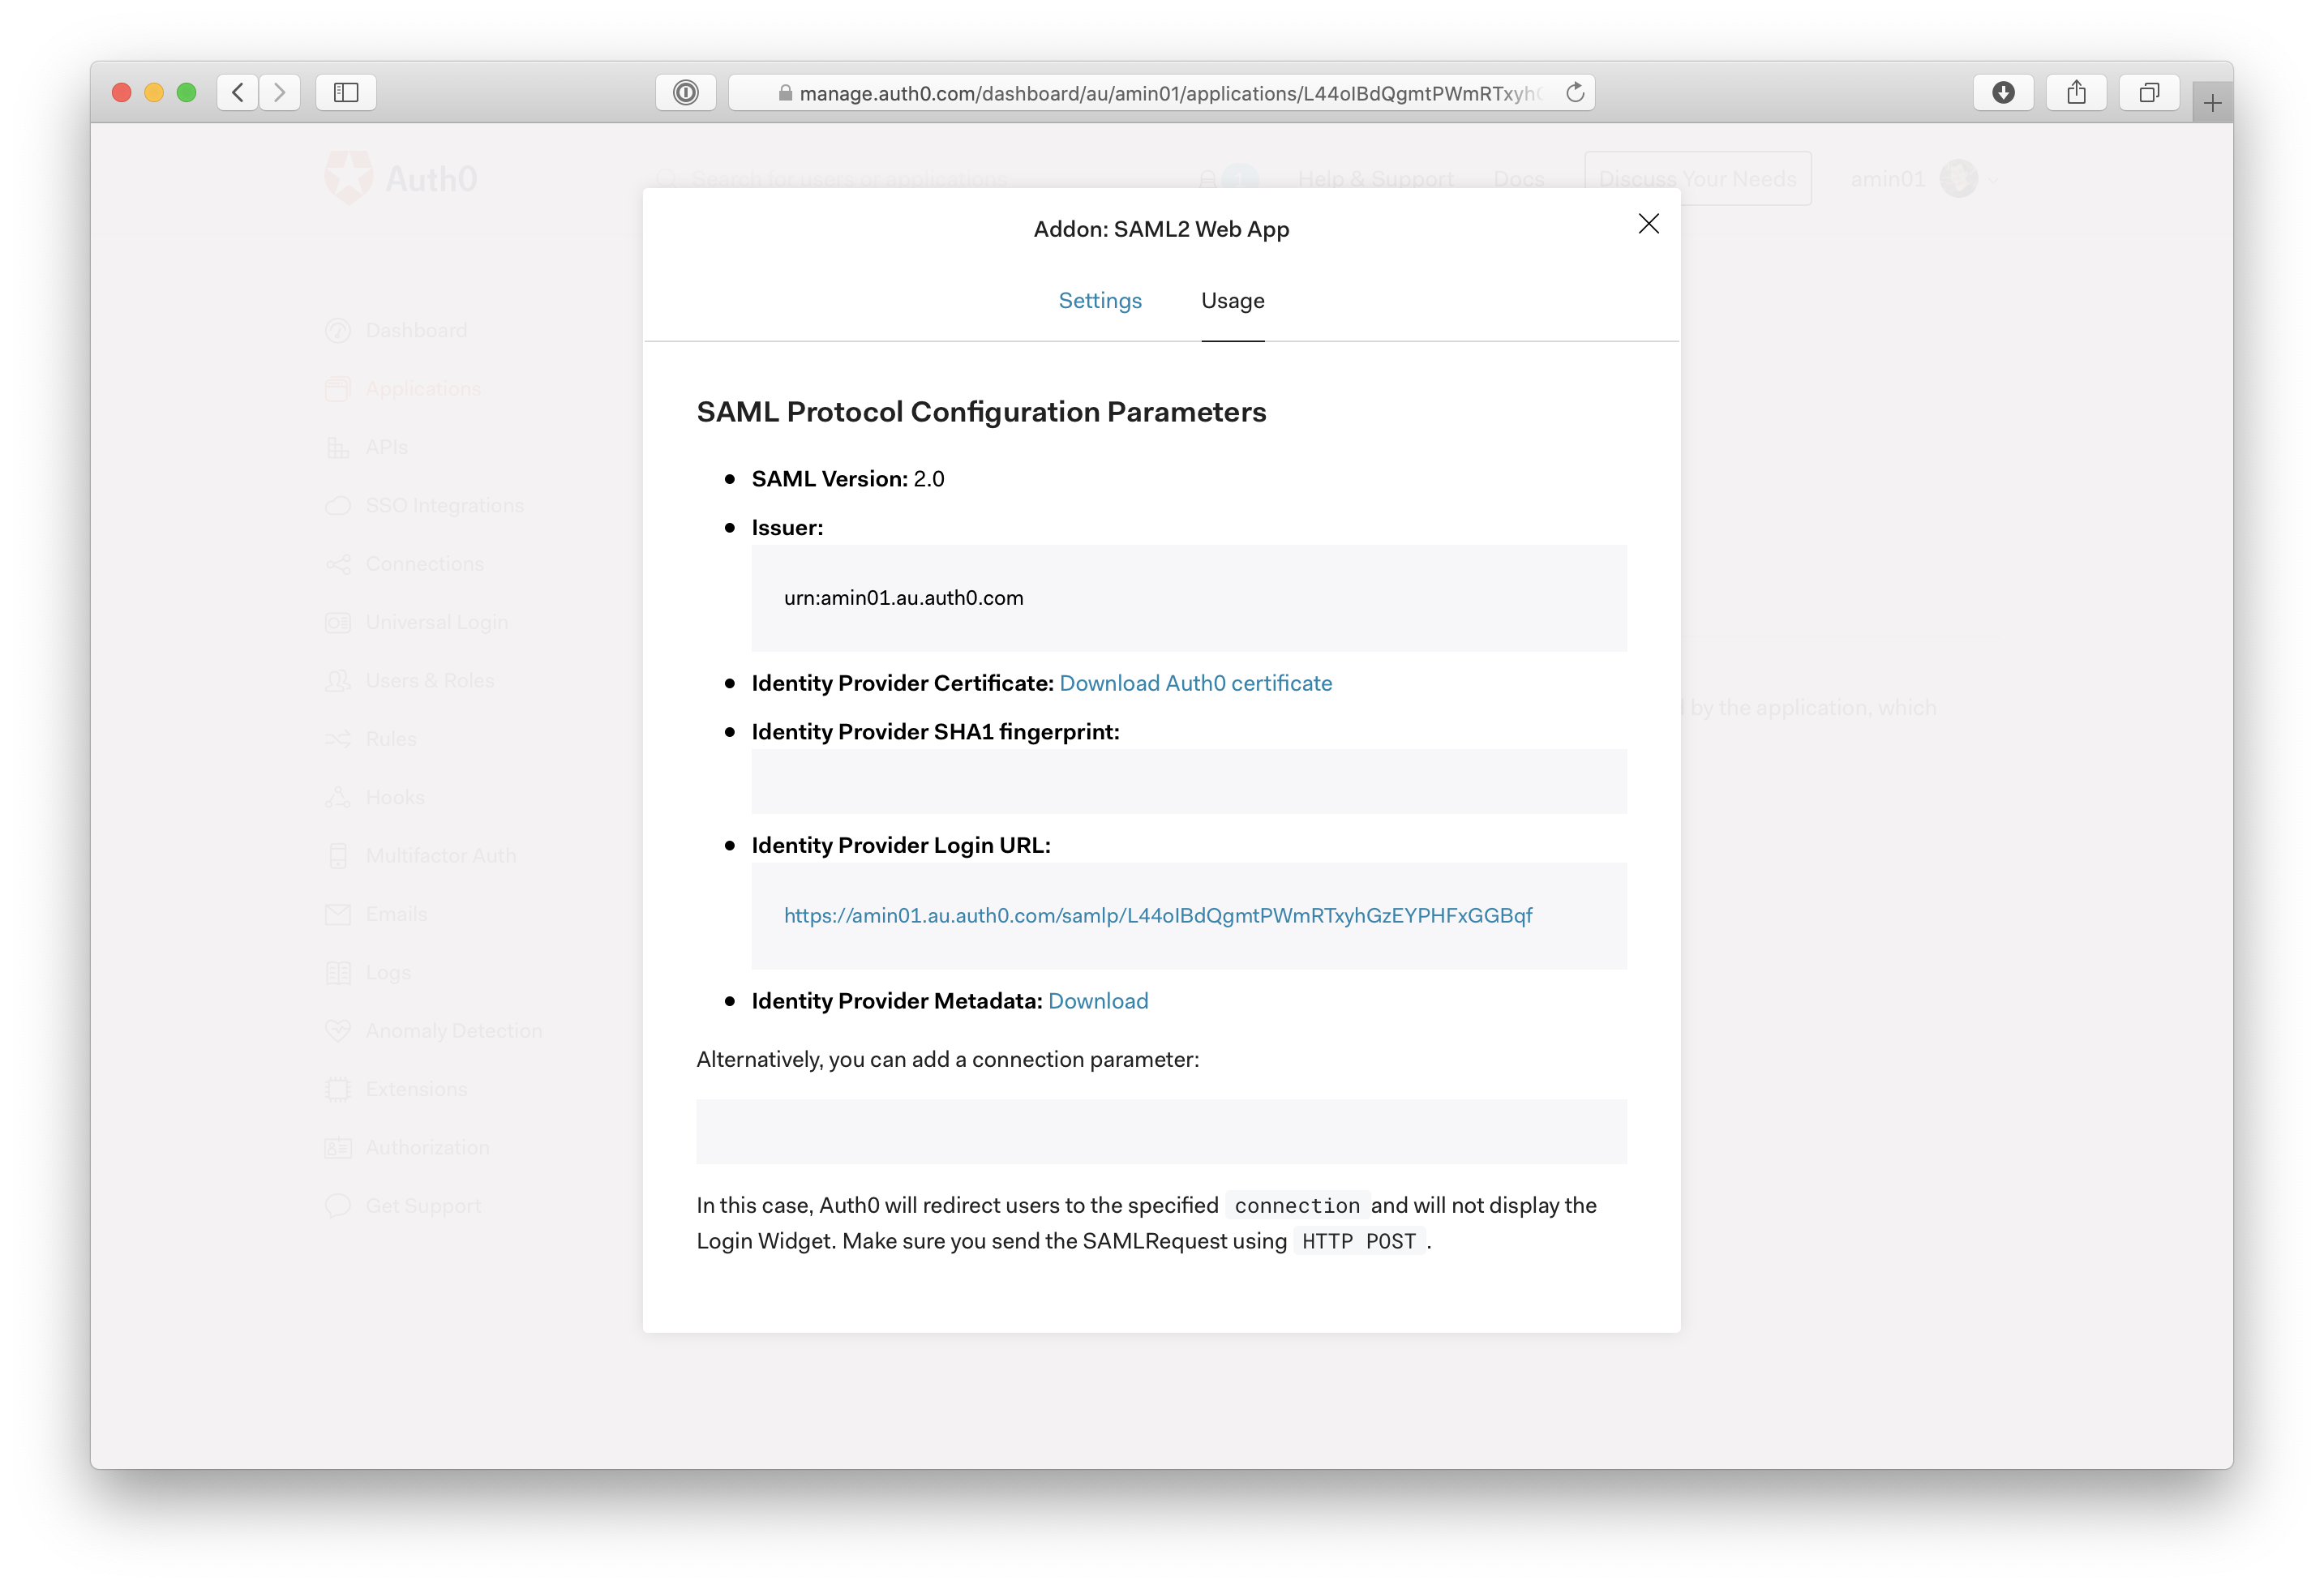 manage.auth0.com/dashboard/au/amin01/applications/L44oIBdQgmtPWmRTxyh
Auth0
Search for users or applications
1
Help & Support
Docs
Discuss Your Needs
amin01
Addon: SAML2 Web App
Settings
Usage
Dashboard
Applications
APIs
SSO Integrations
Connections
Universal Login
Users & Roles
Rules
Hooks
Multifactor Auth
Emails
Logs
Anomaly Detection
Extensions
Authorization
Get Support
SAML Protocol Configuration Parameters
SAML Version: 2.0
Issuer:
urn:amin01.au.auth0.com
Identity Provider Certificate: Download Auth0 certificate
Identity Provider SHA1 fingerprint:
Identity Provider Login URL:
https://amin01.au.auth0.com/samlp/L44oIBdQgmtPWmRTxyhGzEYPHFxGGBqf
Identity Provider Metadata: Download
Alternatively, you can add a connection parameter:
In this case, Auth0 will redirect users to the specified connection and will not display the
Login Widget. Make sure you send the SAMLRequest using HTTP POST .
by the application, which